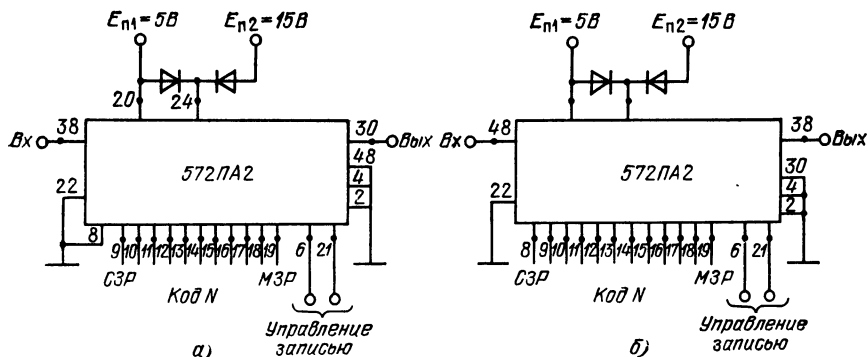 Eп1=5В Eп2=15В
20 24
Вх 38 30 Вых
572ПА2
48
4
2
22
8 9 10 11 12 13 14 15 16 17 18 19 6 21
СЗР МЗР
Код N
Управление
записью
а)
Eп1=5В Eп2=15В
Вх 48 38 Вых
572ПА2
30
4
2
22
8 9 10 11 12 13 14 15 16 17 18 19 6 21
СЗР МЗР
Код N
Управление
записью
б)